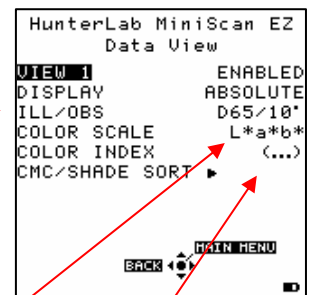 HunterLab MiniScan EZ
Data View
VIEW 1 ENABLED
DISPLAY ABSOLUTE
ILL/OBS D65/10°
COLOR SCALE L*a*b*
COLOR INDEX (...)
CMC/SHADE SORT ►
MAIN MENU
BACK